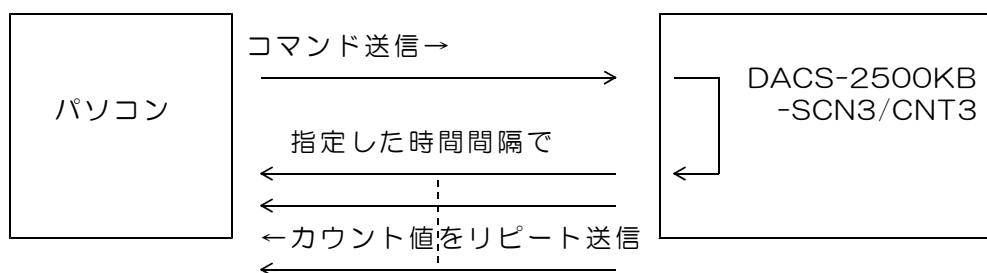 コマンド送信→
パソコン
DACS-2500KB
-SCN3/CNT3
指定した時間間隔で
←カウント値をリピート送信